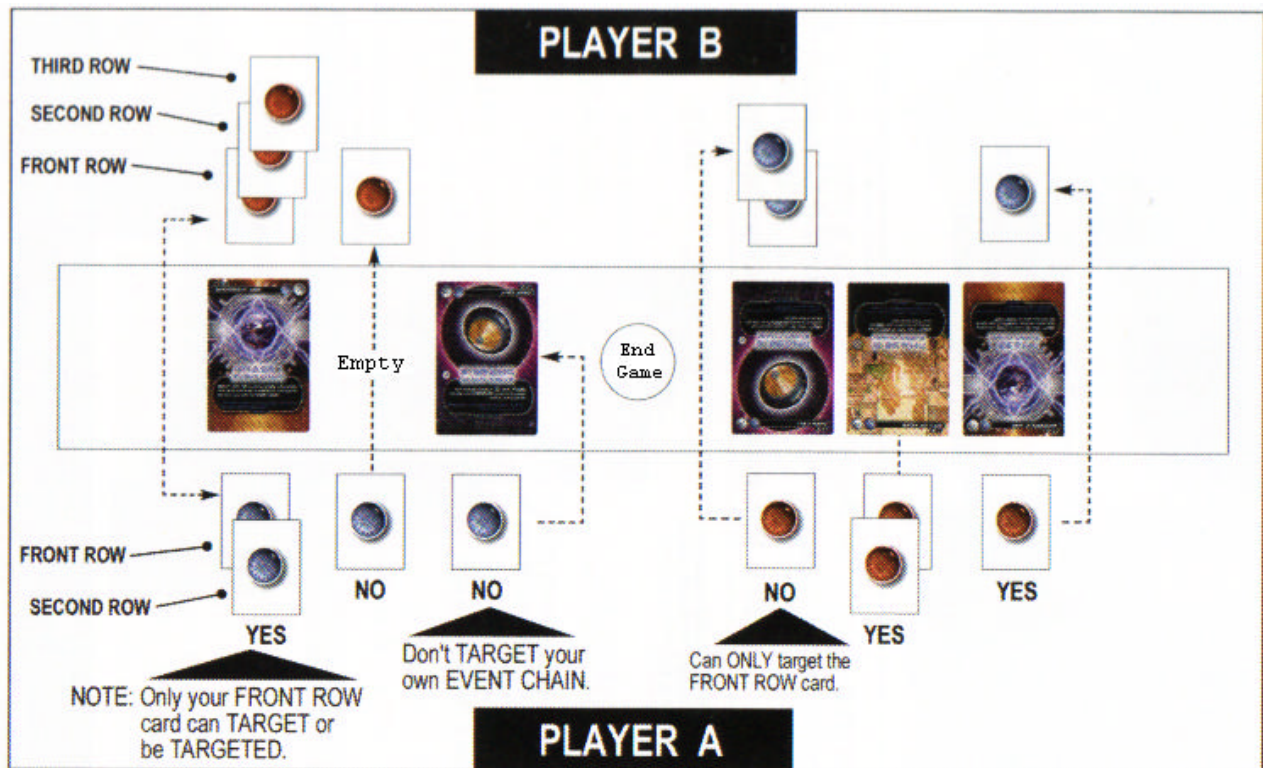 PLAYER B
THIRD ROW
SECOND ROW
FRONT ROW
Empty
End
Game
FRONT ROW
SECOND ROW
YES
NO
NO
NO
YES
YES
NOTE: Only your FRONT ROW
card can TARGET or
be TARGETED.
Don't TARGET your
own EVENT CHAIN.
Can ONLY target the
FRONT ROW card.
PLAYER A